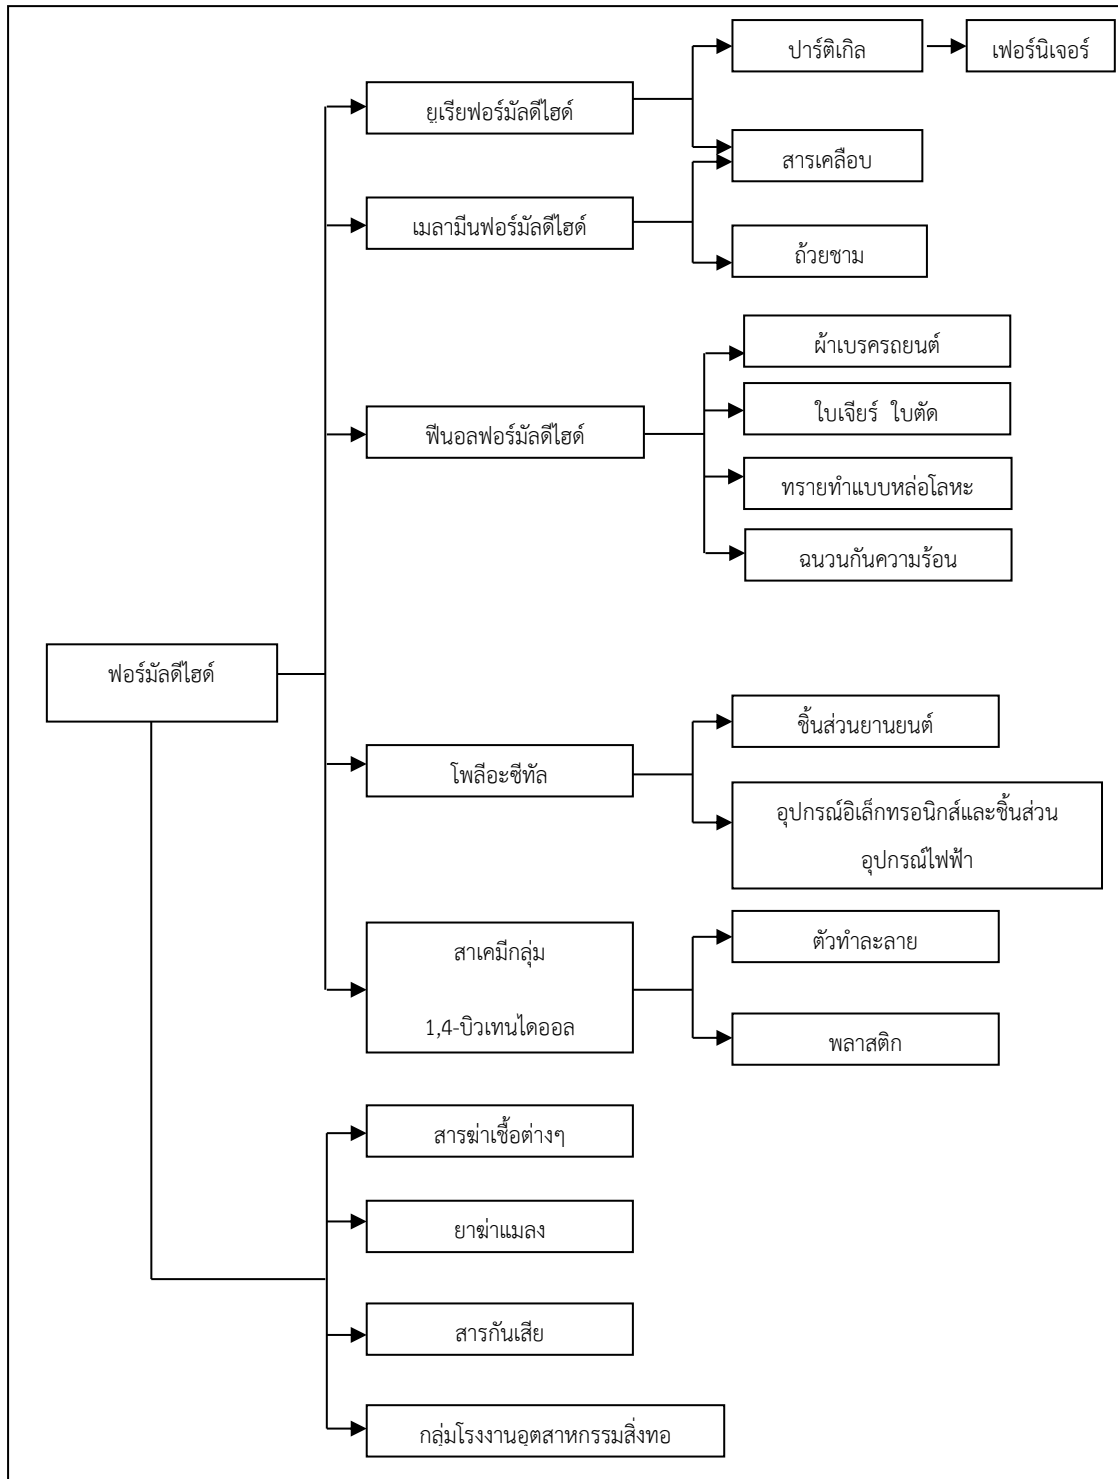 ปาร์ติเกิล
เฟอร์นิเจอร์
ยูเรียฟอร์มัลดีไฮด์
สารเคลือบ
เมลามีนฟอร์มัลดีไฮด์
ถ้วยชาม
ผ้าเบรครถยนต์
ใบเจียร์ ใบตัด
ฟีนอลฟอร์มัลดีไฮด์
ทรายทำแบบหล่อโลหะ
ฉนวนกันความร้อน
ฟอร์มัลดีไฮด์
ชิ้นส่วนยานยนต์
โพลีอะซีทัล
อุปกรณ์อิเล็กทรอนิกส์และชิ้นส่วน
อุปกรณ์ไฟฟ้า
สาเคมีกลุ่ม
1,4-บิวเทนไดออล
ตัวทำละลาย
พลาสติก
สารฆ่าเชื้อต่างๆ
ยาฆ่าแมลง
สารกันเสีย
กลุ่มโรงงานอุตสาหกรรมสิ่งทอ